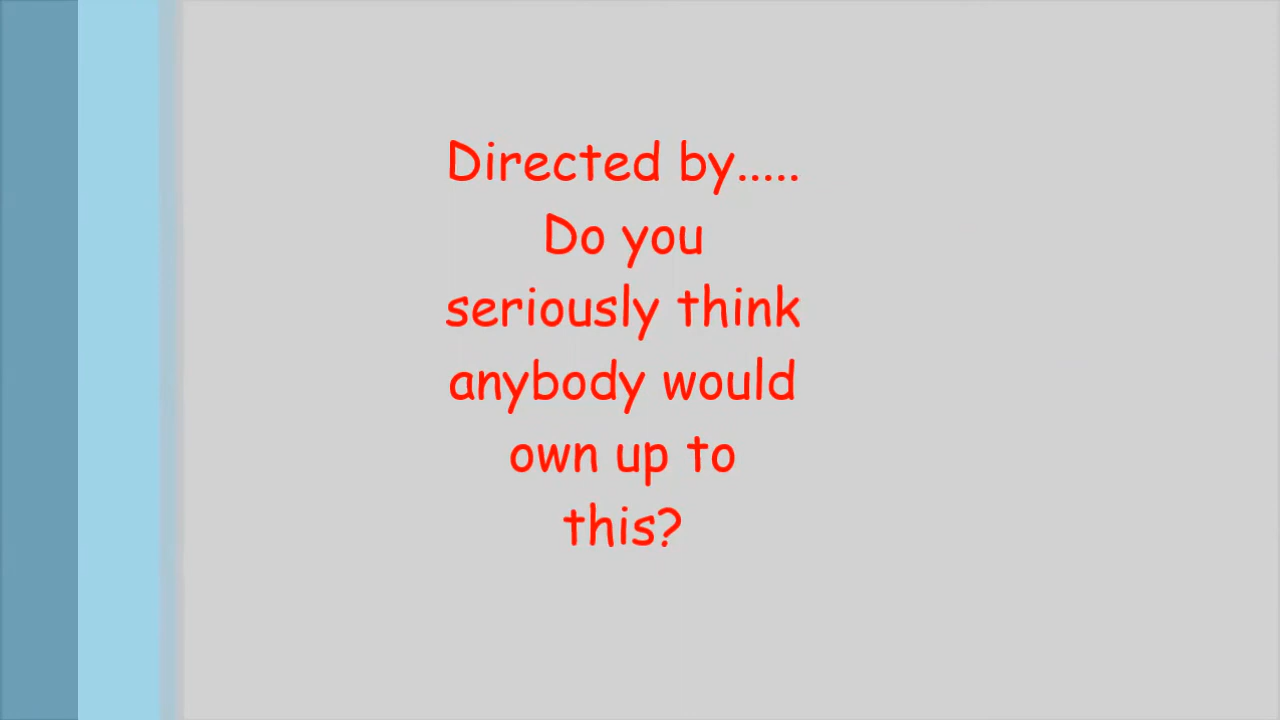 Directed by.....
Do you
seriously think
anybody would
own up to
this?